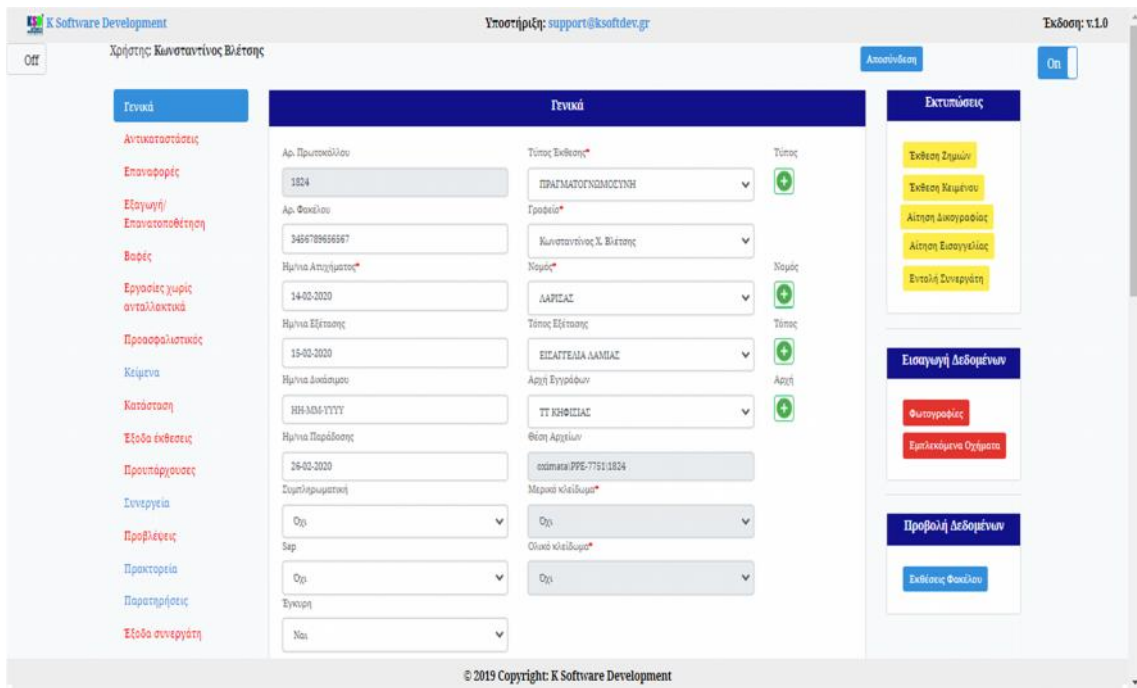 K Software Development
Υποστήριξη: support@ksoftdev.gr
Έκδοση: v.1.0
Off
Χρήστης: Κωνσταντίνος Βλέτσης
Αποσύνδεση
On
Γενικά
Αντικαταστάσεις
Επαναφορές
Εξαγωγή/
Επανατοποθέτηση
Βαφές
Εργασίες χωρίς
ανταλλακτικά
Προασφαλιστικός
Κείμενα
Κατάσταση
Έξοδα έκθεσεις
Προυπάρχουσες
Συνεργεία
Προβλέψεις
Πρακτορεία
Παρατηρήσεις
Έξοδα συνεργάτη
Γενικά
Αρ. Πρωτοκόλλου
Τύπος Έκθεσης*
Τύπος
1824
ΠΡΑΓΜΑΤΟΓΝΩΜΟΣΥΝΗ
Αρ. Φακέλου
Γραφείο*
3456789656567
Κωνσταντίνος Χ. Βλέτσης
Ημ/νια Ατυχήματος*
Νομός*
Νομός
14-02-2020
ΛΑΡΙΣΑΣ
Ημ/νια Εξέτασης
Τόπος Εξέτασης
Τόπος
15-02-2020
ΕΙΣΑΓΓΕΛΙΑ ΛΑΜΙΑΣ
Ημ/νια Δικάσιμου
Αρχή Εγγράφων
Αρχή
ΗΗ-ΜΜ-YYYY
ΤΤ ΚΗΦΙΣΙΑΣ
Ημ/νια Παράδοσης
Θέση Αρχείων
26-02-2020
oximata\PPE-7751\1824
Συμπληρωματική
Μερικό κλείδωμα*
Όχι
Όχι
Sap
Ολικό κλείδωμα*
Όχι
Όχι
Έγκυρη
Ναι
Εκτυπώσεις
Έκθεση Ζημιών
Έκθεση Κειμένου
Αίτηση Δικογραφίας
Αίτηση Εισαγγελίας
Εντολή Συνεργάτη
Εισαγωγή Δεδομένων
Φωτογραφίες
Εμπλεκόμενα Οχήματα
Προβολή Δεδομένων
Εκθέσεις Φακέλου
© 2019 Copyright: K Software Development